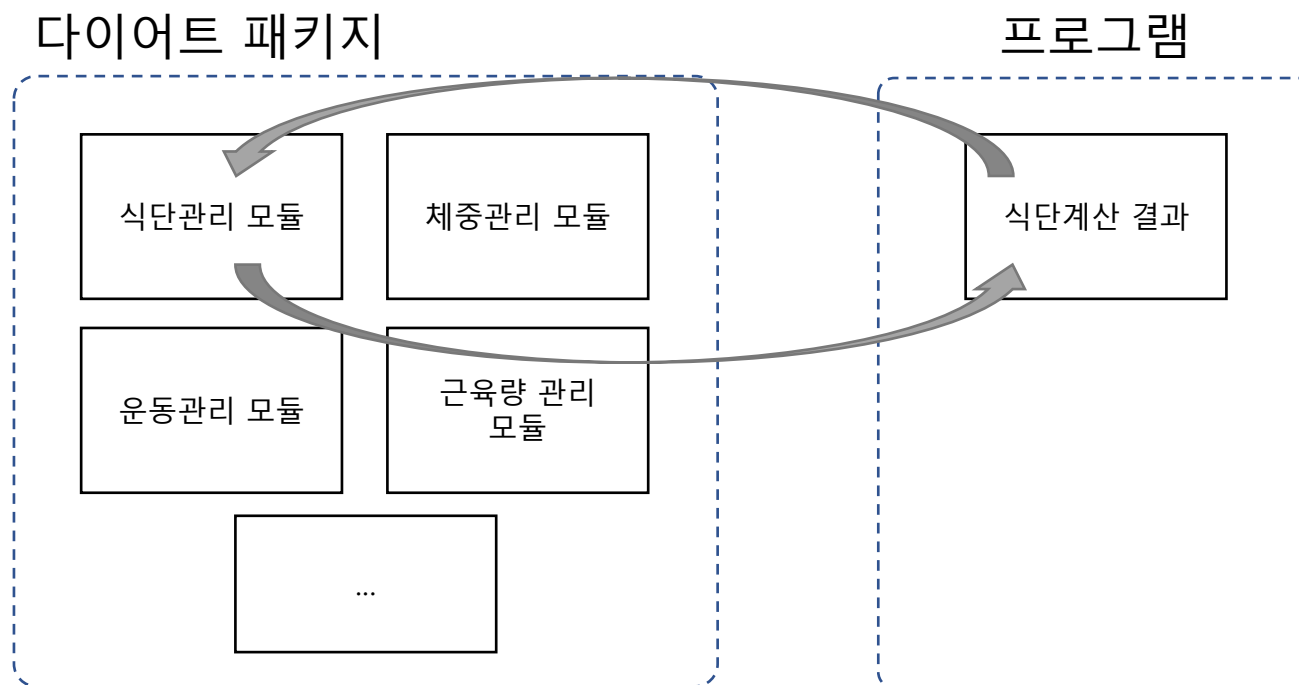 다이어트 패키지
프로그램
식단관리 모듈
체중관리 모듈
식단계산 결과
운동관리 모듈
근육량 관리
모듈
...